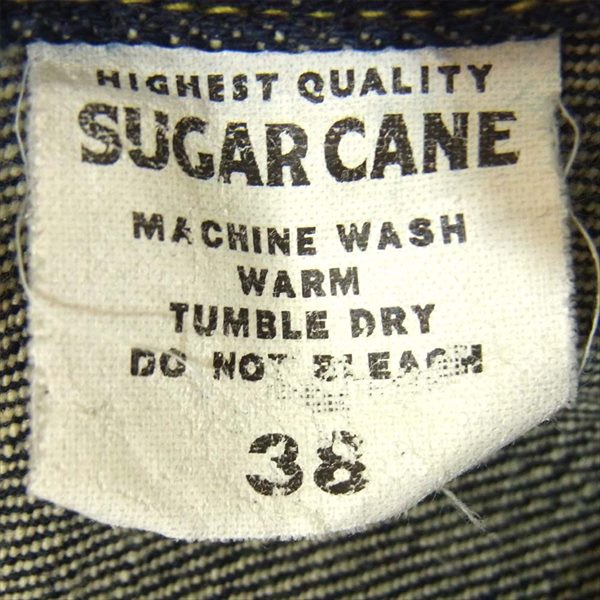 HIGHEST QUALITY
SUGAR CANE
MACHINE WASH
WARM
TUMBLE DRY
DO NOT BLEACH
38